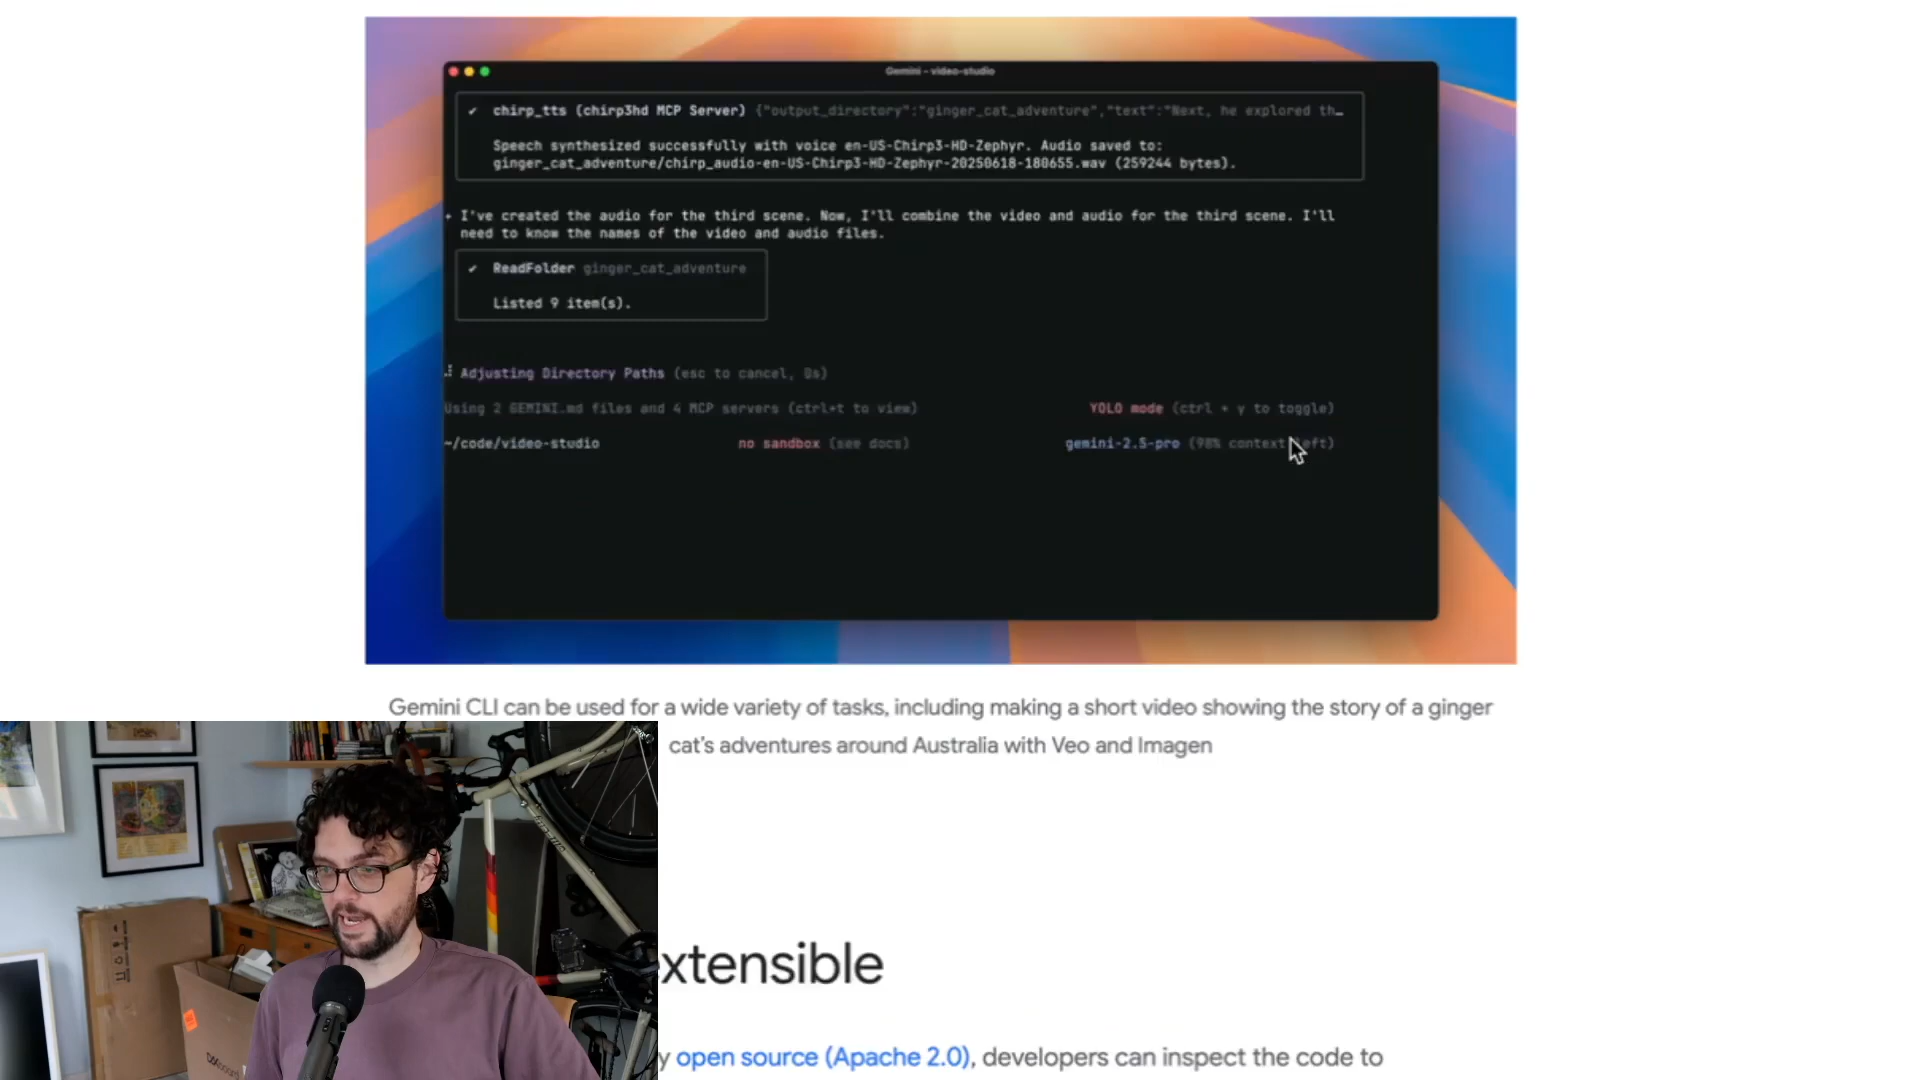 Gemini - video-studio
✔ chirp_tts (chirp3hd MCP Server) {"output_directory":"ginger_cat_adventure","text":"Next, he explored th…
Speech synthesized successfully with voice en-US-Chirp3-HD-Zephyr. Audio saved to:
ginger_cat_adventure/chirp_audio-en-US-Chirp3-HD-Zephyr-20250618-180655.wav (259244 bytes).
I've created the audio for the third scene. Now, I'll combine the video and audio for the third scene. I'll
need to know the names of the video and audio files.
✔ ReadFolder ginger_cat_adventure
Listed 9 item(s).
Adjusting Directory Paths (esc to cancel, 8s)
Using 2 GEMINI.md files and 4 MCP servers (ctrl+t to view)
YOLO mode (ctrl + y to toggle)
~/code/video-studio no sandbox (see docs) gemini-2.5-pro (98% context left)
Gemini CLI can be used for a wide variety of tasks, including making a short video showing the story of a ginger
cat's adventures around Australia with Veo and Imagen
xtensible
y open source (Apache 2.0), developers can inspect the code to